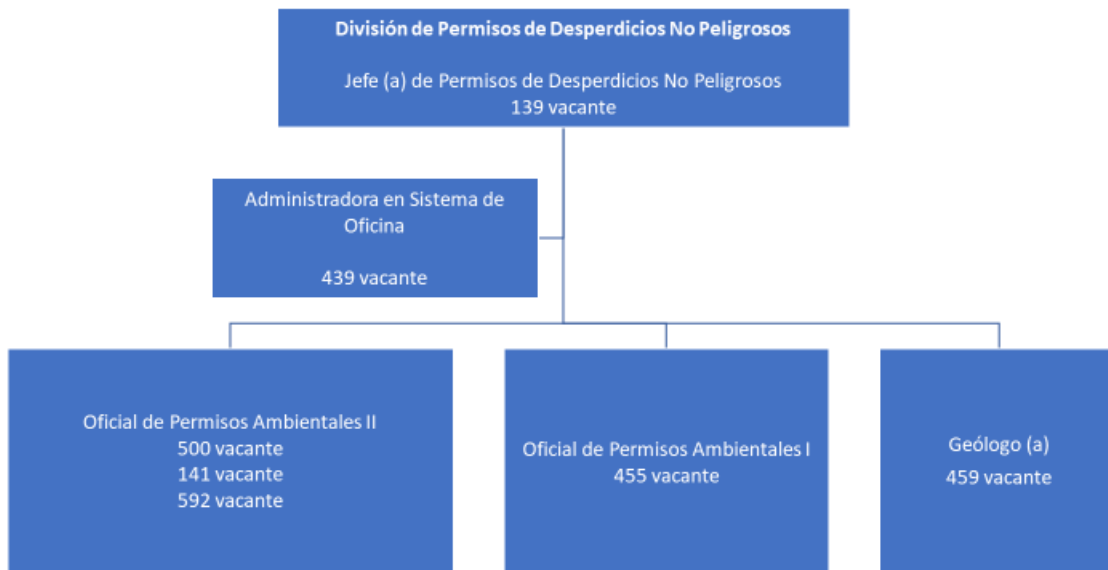 División de Permisos de Desperdicios No Peligrosos
Jefe (a) de Permisos de Desperdicios No Peligrosos
139 vacante
Administradora en Sistema de
Oficina
439 vacante
Oficial de Permisos Ambientales II
500 vacante
141 vacante
592 vacante
Oficial de Permisos Ambientales I
455 vacante
Geólogo (a)
459 vacante